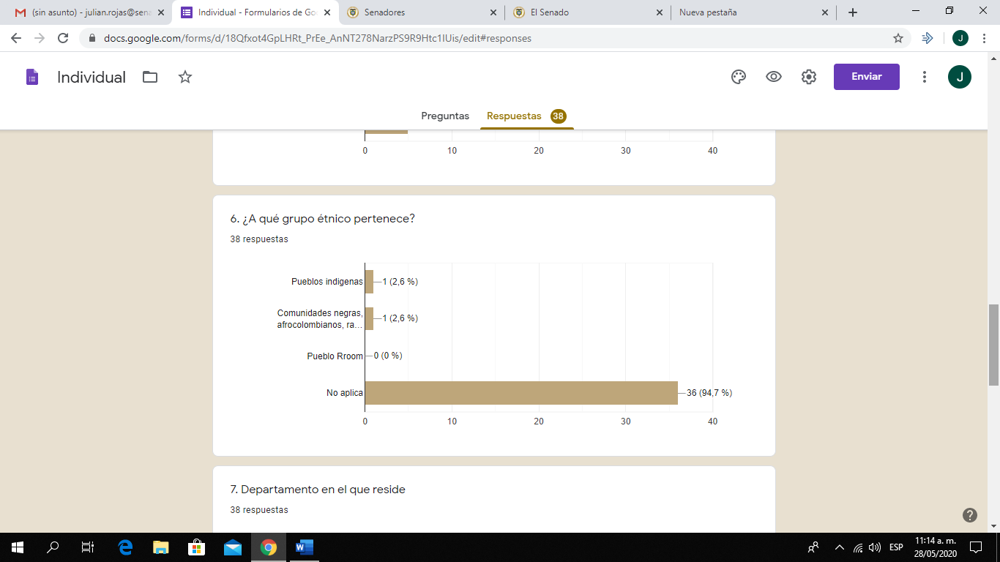 (sin asunto) - julian.rojas@sena
Individual - Formularios de Go
Senadores
El Senado
Nueva pestaña
docs.google.com/forms/d/18Qfxot4GpLHRt_PrEe_AnNT278NarzPS9R9Htc1IUis/edit#responses
J
Individual
Enviar
J
Preguntas
Respuestas 38
0 10 20 30 40
6. ¿A qué grupo étnico pertenece?
38 respuestas
Pueblos indigenas 1 (2,6 %)
Comunidades negras,
afrocolombianos, ra... 1 (2,6 %)
Pueblo Rroom 0 (0 %)
No aplica 36 (94,7 %)
0 10 20 30 40
7. Departamento en el que reside
38 respuestas
ESP
11:14 a. m.
28/05/2020